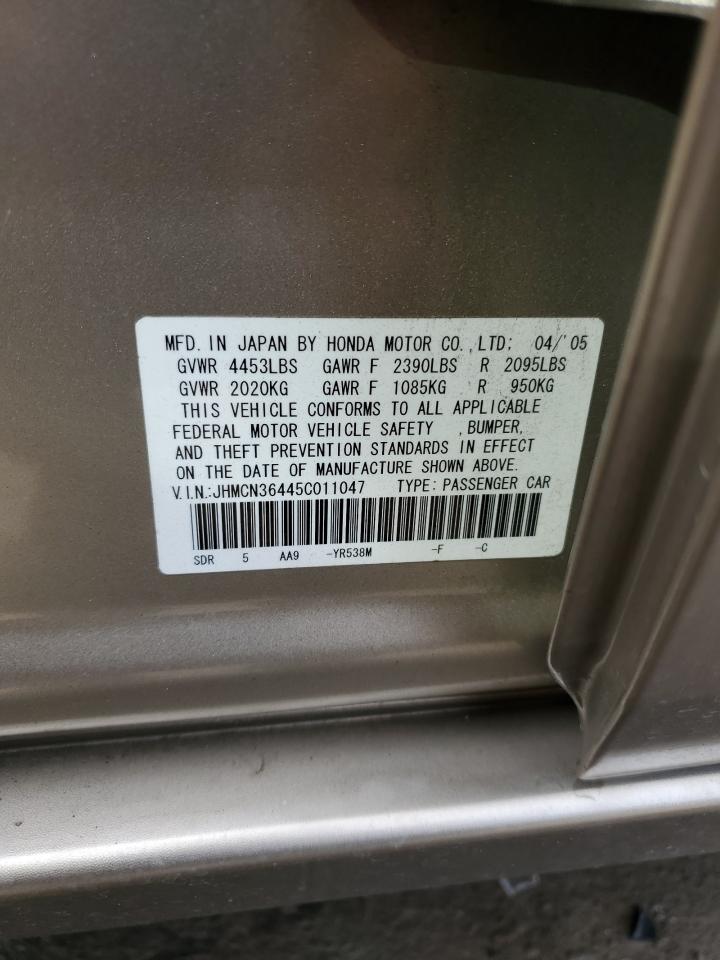 MFD. IN JAPAN BY HONDA MOTOR CO.,LTD; 04/'05
GVWR 4453LBS GAWR F 2390LBS R 2095LBS
GVWR 2020KG GAWR F 1085KG R 950KG
THIS VEHICLE CONFORMS TO ALL APPLICABLE
FEDERAL MOTOR VEHICLE SAFETY ,BUMPER,
AND THEFT PREVENTION STANDARDS IN EFFECT
ON THE DATE OF MANUFACTURE SHOWN ABOVE.
V.I.N.:JHMCN36445C011047 TYPE: PASSENGER CAR
SDR 5 AA9 -YR538M -F -C